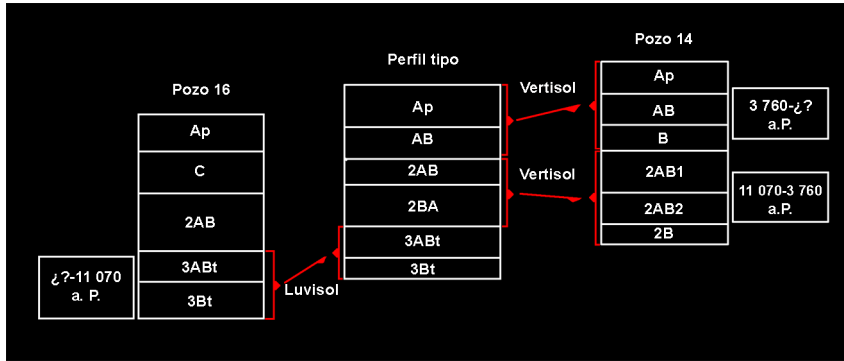 Pozo 16
Ap
C
2AB
3ABt
3Bt
¿?-11 070
a. P.
Luvisol
Perfil tipo
Ap
AB
2AB
2BA
3ABt
3Bt
Vertisol
Vertisol
Pozo 14
Ap
AB
B
2AB1
2AB2
2B
3 760-¿?
a.P.
11 070-3 760
a.P.